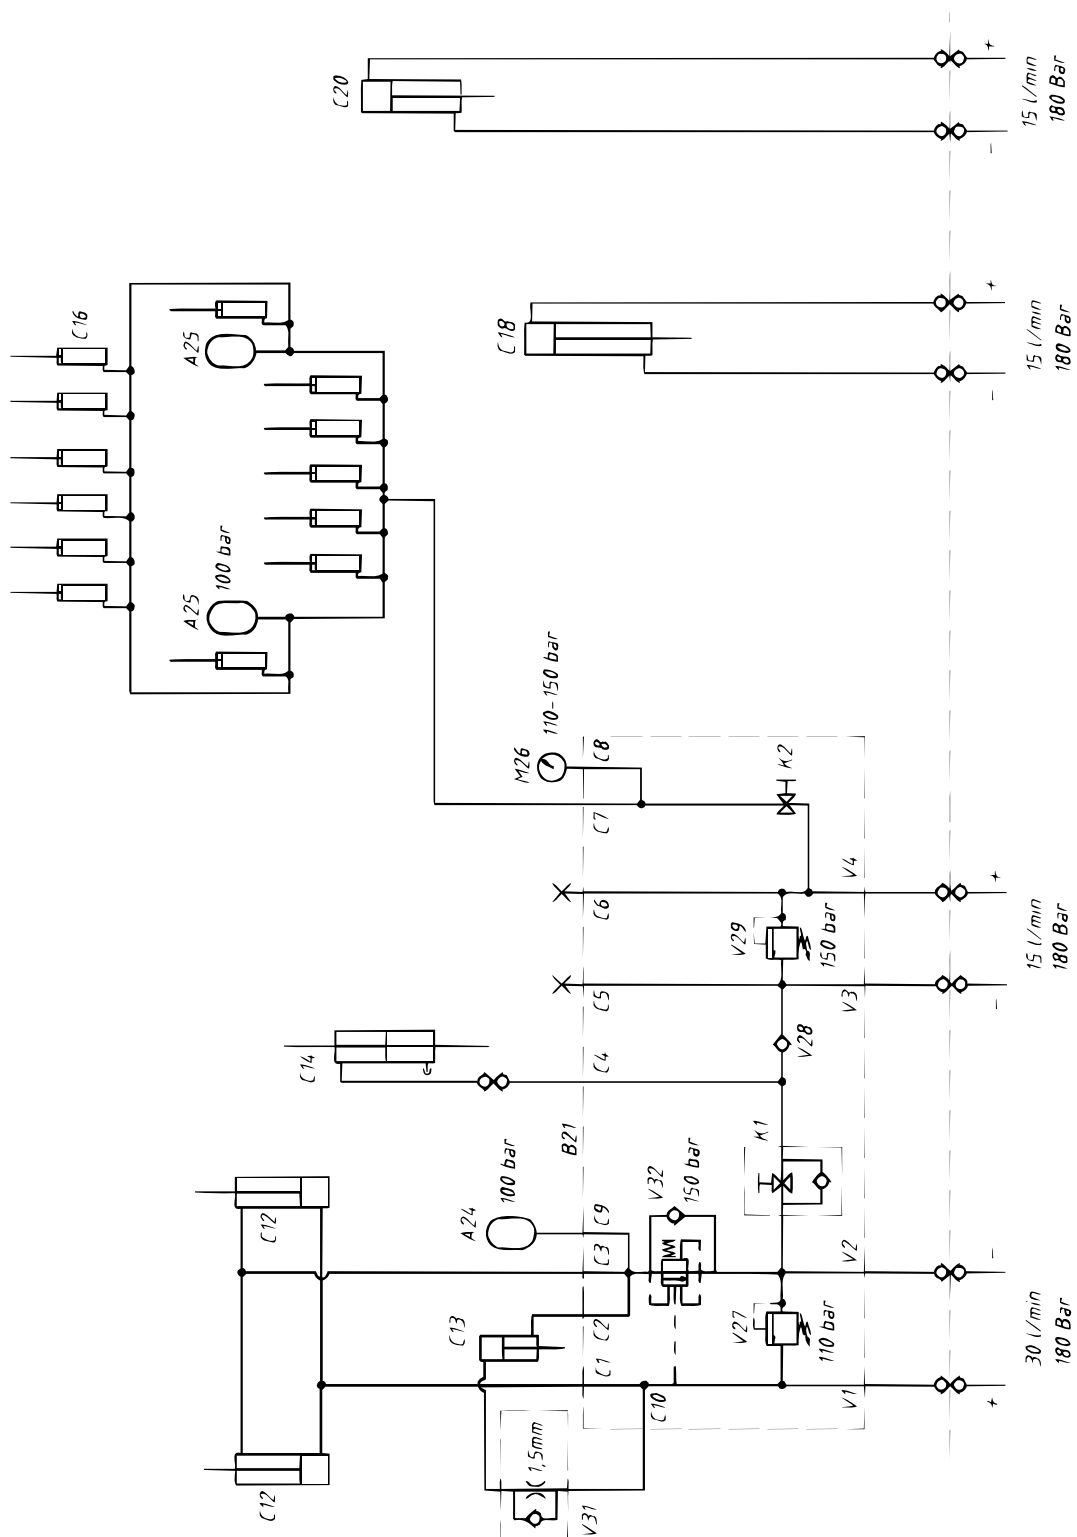 C20
+
15 l/min
180 Bar
-
C16
A25
C18
+
15 l/min
180 Bar
-
100 bar
A25
110-150 bar
M26
C8
K2
C7
V4
+
C6
V29
150 bar
15 l/min
180 Bar
C5
V3
-
C14
C4
V28
B21
K1
100 bar
V32
150 bar
A24
C9
C12
C3
V2
-
C13
C2
V27
110 bar
30 l/min
180 Bar
C1
C10
V1
+
1,5mm
C12
V31